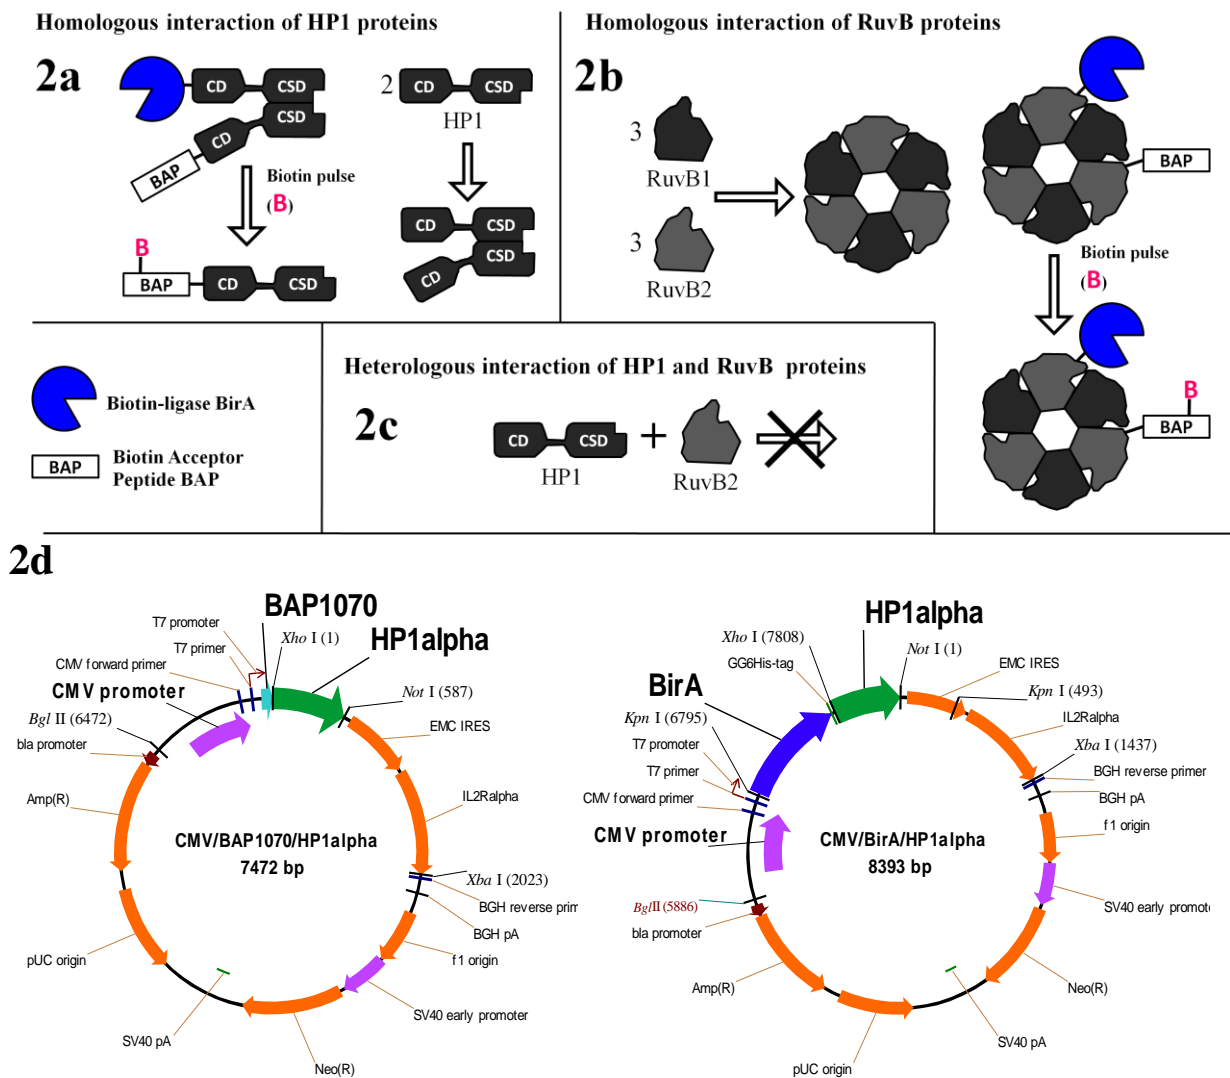 Homologous interaction of HP1 proteins
2a
CD
CSD
CD
CSD
BAP
Biotin pulse
(B)
B
BAP
CD
CSD
2
CD
CSD
HP1
CD
CSD
CD
CSD
Homologous interaction of RuvB proteins
2b
3
RuvB1
3
RuvB2
BAP
Biotin pulse
(B)
B
BAP
Biotin-ligase BirA
BAP
Biotin Acceptor
Peptide BAP
Heterologous interaction of HP1 and RuvB proteins
2c
CD
CSD
HP1
+
RuvB2
2d
BAP1070
T7 promoter
Xho I (1)
HP1alpha
T7 primer
CMV forward primer
CMV promoter
Not I (587)
Bgl II (6472)
EMC IRES
bla promoter
Amp(R)
IL2Ralpha
CMV/BAP1070/HP1alpha
7472 bp
Xba I (2023)
BGH reverse prim
BGH pA
pUC origin
f1 origin
SV40 early promoter
SV40 pA
Neo(R)
HP1alpha
Xho I (7808)
Not I (1)
GG6His-tag
EMC IRES
BirA
Kpn I (493)
Kpn I (6795)
IL2Ralpha
T7 promoter
Xba I (1437)
T7 primer
BGH reverse primer
CMV forward primer
BGH pA
CMV promoter
f1 origin
CMV/BirA/HP1alpha
8393 bp
BglII (5886)
SV40 early promote
bla promoter
Amp(R)
Neo(R)
SV40 pA
pUC origin